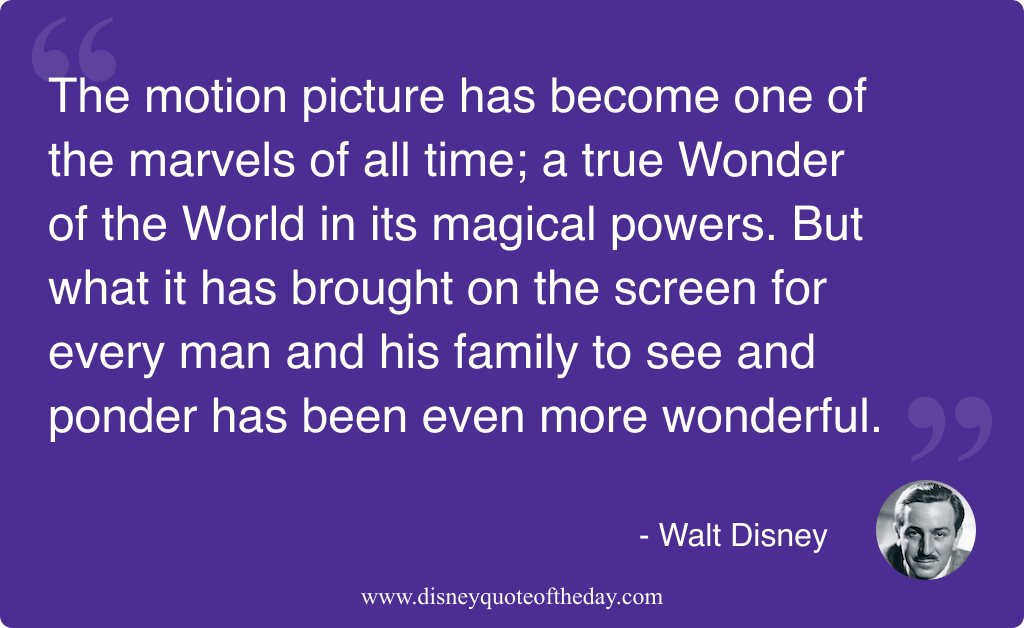 The motion picture has become one of
the marvels of all time; a true Wonder
of the World in its magical powers. But
what it has brought on the screen for
every man and his family to see and
ponder has been even more wonderful.
- Walt Disney
www.disneyquoteoftheday.com